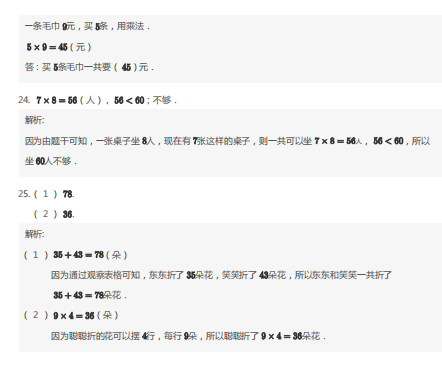 一条毛巾 9元，买 5条，用乘法．
5 × 9 = 45 ( 元 )
答：买 5条毛巾一共要 ( 45 ) 元．
24. 7 × 8 = 56 ( 人 ) ，56 < 60；不够．
解析:
因为由题干可知，一张桌子坐 8人，现在有 7张这样的桌子，则一共可以坐 7 × 8 = 56人，56 < 60，所以
坐 60人不够．
25. ( 1 ) 78.
( 2 ) 36.
解析:
( 1 ) 35 + 43 = 78 ( 朵 )
因为通过观察表格可知，东东折了 35朵花，笑笑折了 43朵花，所以东东和笑笑一共折了
35 + 43 = 78朵花．
( 2 ) 9 × 4 = 36 ( 朵 )
因为聪聪折的花可以摆 4行，每行 9朵，所以聪聪折了 9 × 4 = 36朵花．